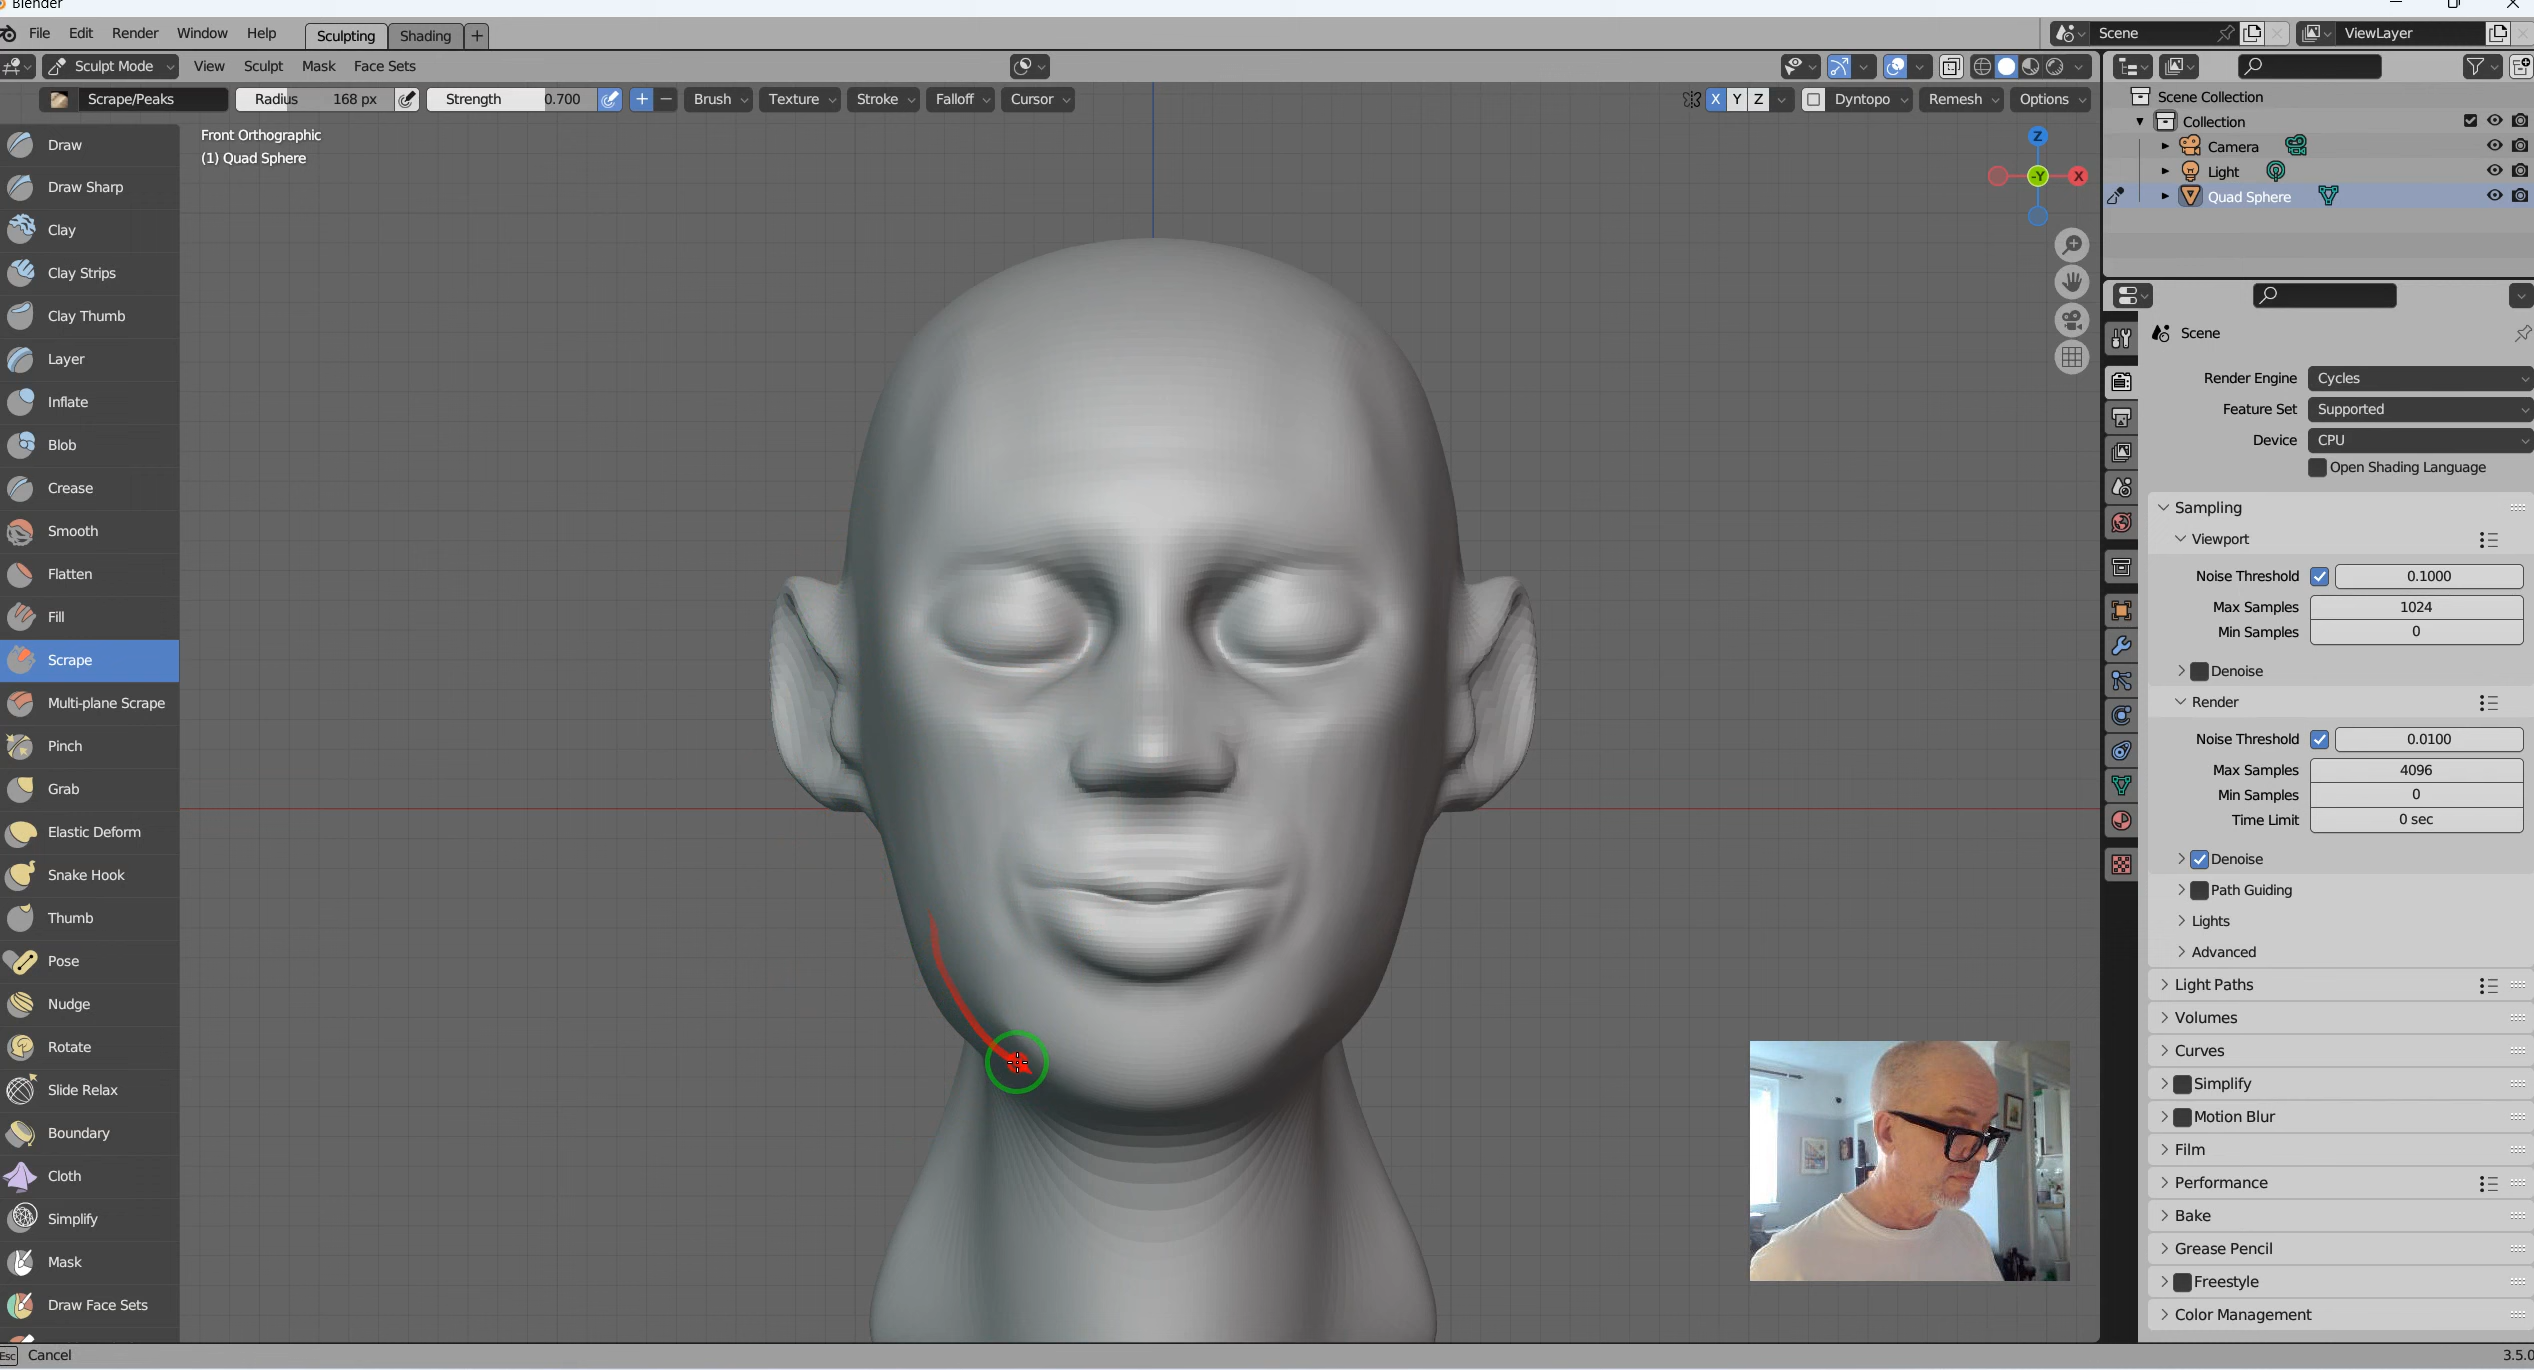 Blender
File Edit Render Window Help Sculpting Shading + Scene ViewLayer
Sculpt Mode View Sculpt Mask Face Sets
Scrape/Peaks Radius 168 px Strength 0.700 + − Brush Texture Stroke Falloff Cursor X Y Z Dyntopo Remesh Options
Front Orthographic
(1) Quad Sphere
Draw
Draw Sharp
Clay
Clay Strips
Clay Thumb
Layer
Inflate
Blob
Crease
Smooth
Flatten
Fill
Scrape
Multi-plane Scrape
Pinch
Grab
Elastic Deform
Snake Hook
Thumb
Pose
Nudge
Rotate
Slide Relax
Boundary
Cloth
Simplify
Mask
Draw Face Sets
Z
-Y X
Scene Collection
Collection
Camera
Light
Quad Sphere
Scene
Render Engine Cycles
Feature Set Supported
Device CPU
Open Shading Language
Sampling
Viewport
Noise Threshold 0.1000
Max Samples 1024
Min Samples 0
Denoise
Render
Noise Threshold 0.0100
Max Samples 4096
Min Samples 0
Time Limit 0 sec
Denoise
Path Guiding
Lights
Advanced
Light Paths
Volumes
Curves
Simplify
Motion Blur
Film
Performance
Bake
Grease Pencil
Freestyle
Color Management
Esc Cancel
3.5.0